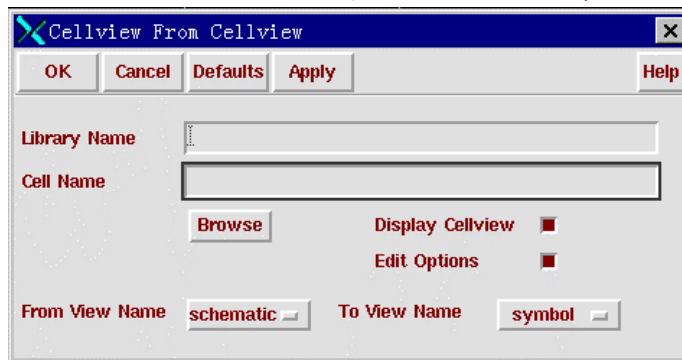 Cellview From Cellview
OK Cancel Defaults Apply Help
Library Name
Cell Name
Browse Display Cellview
Edit Options
From View Name schematic To View Name symbol